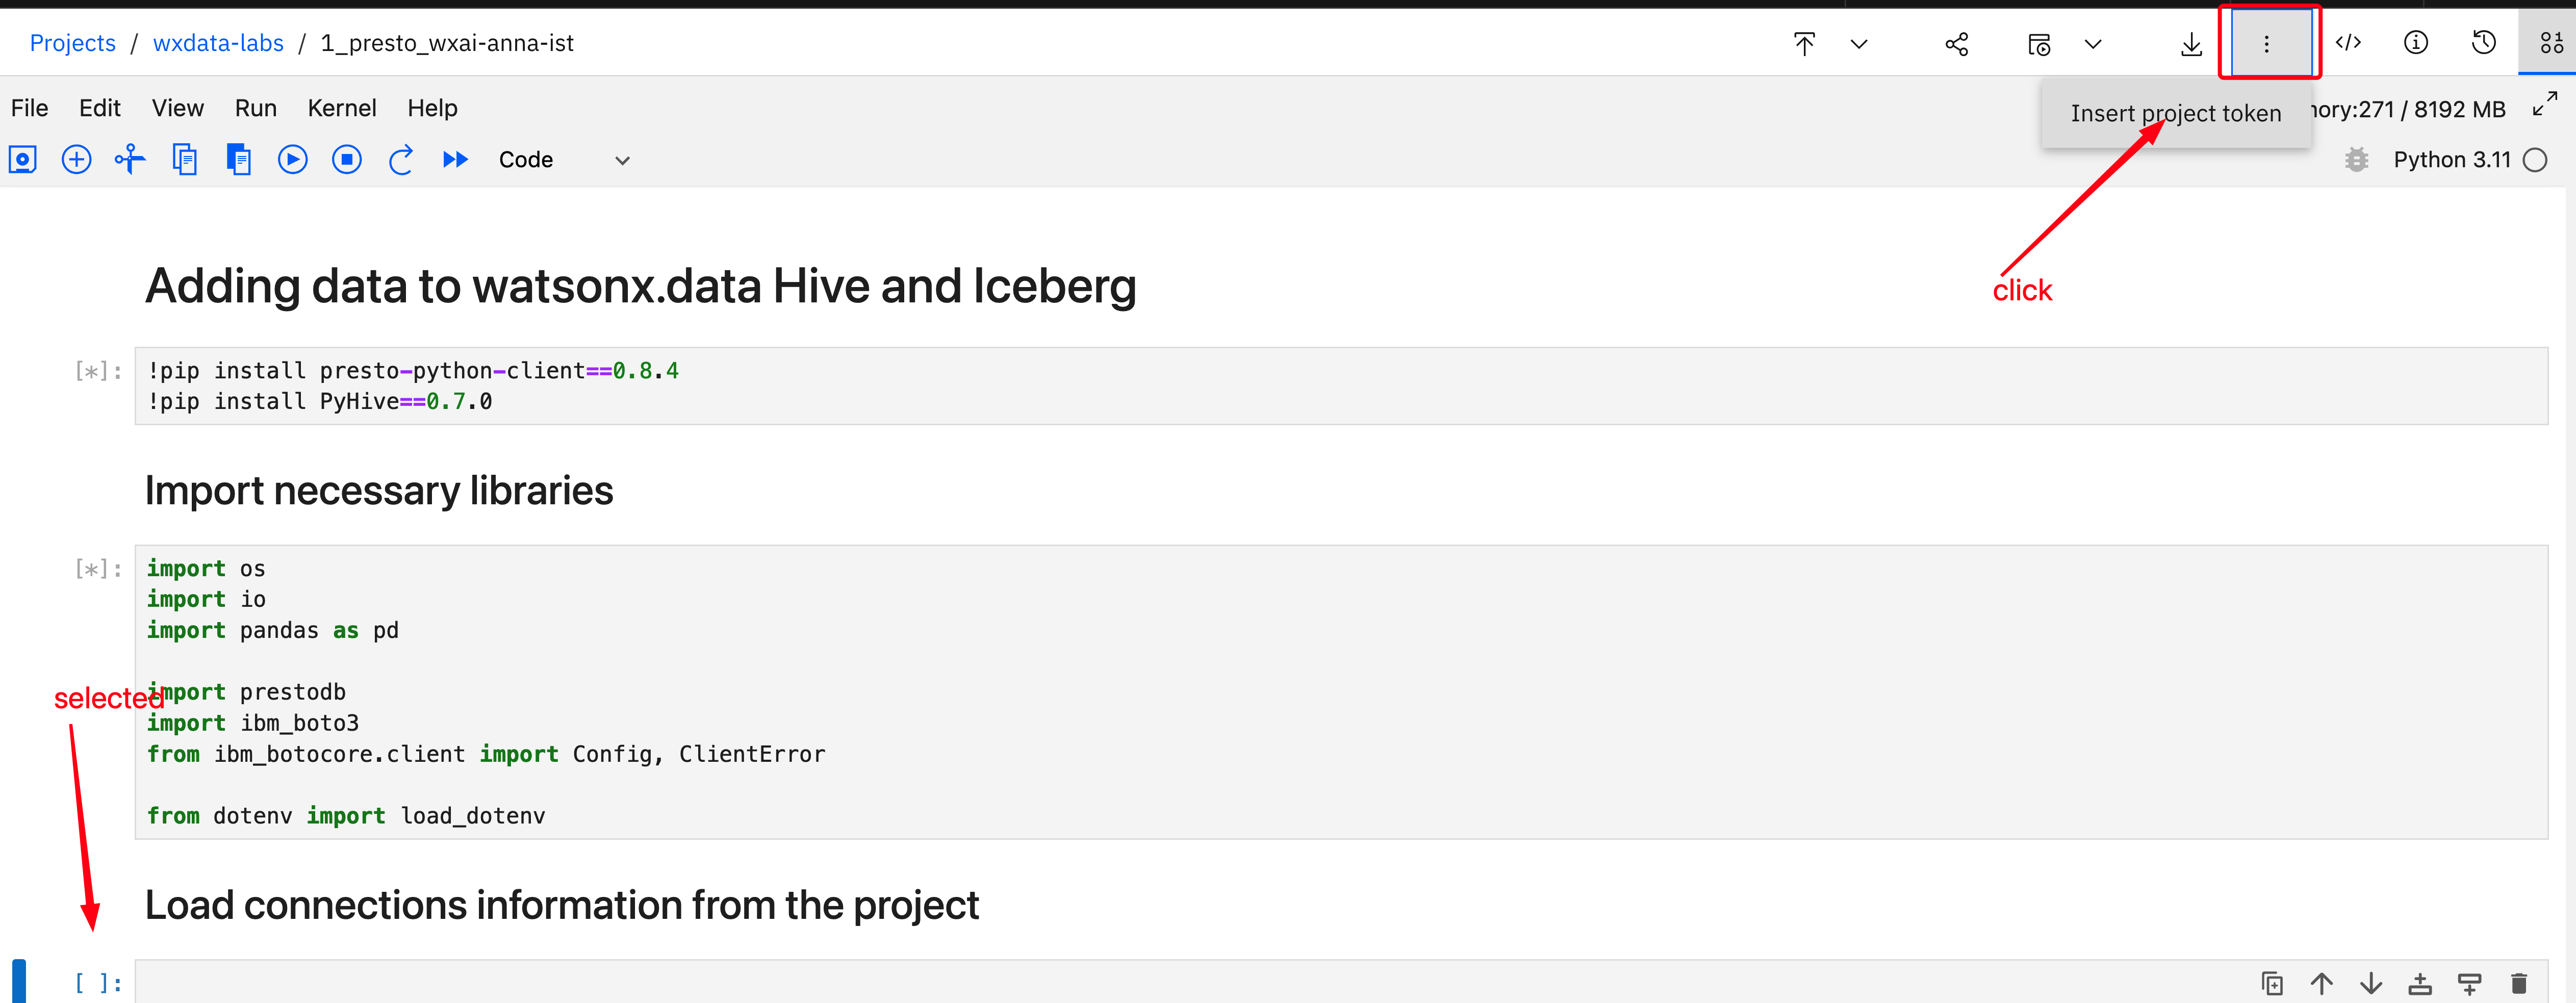 Projects / wxdata-labs / 1_presto_wxai-anna-ist
File Edit View Run Kernel Help
Insert project token
ory:271 / 8192 MB
Code
Python 3.11
click
Adding data to watsonx.data Hive and Iceberg
[*]:
!pip install presto-python-client==0.8.4
!pip install PyHive==0.7.0
Import necessary libraries
[*]:
import os
import io
import pandas as pd
selected
import prestodb
import ibm_boto3
from ibm_botocore.client import Config, ClientError
from dotenv import load_dotenv
Load connections information from the project
[ ]: